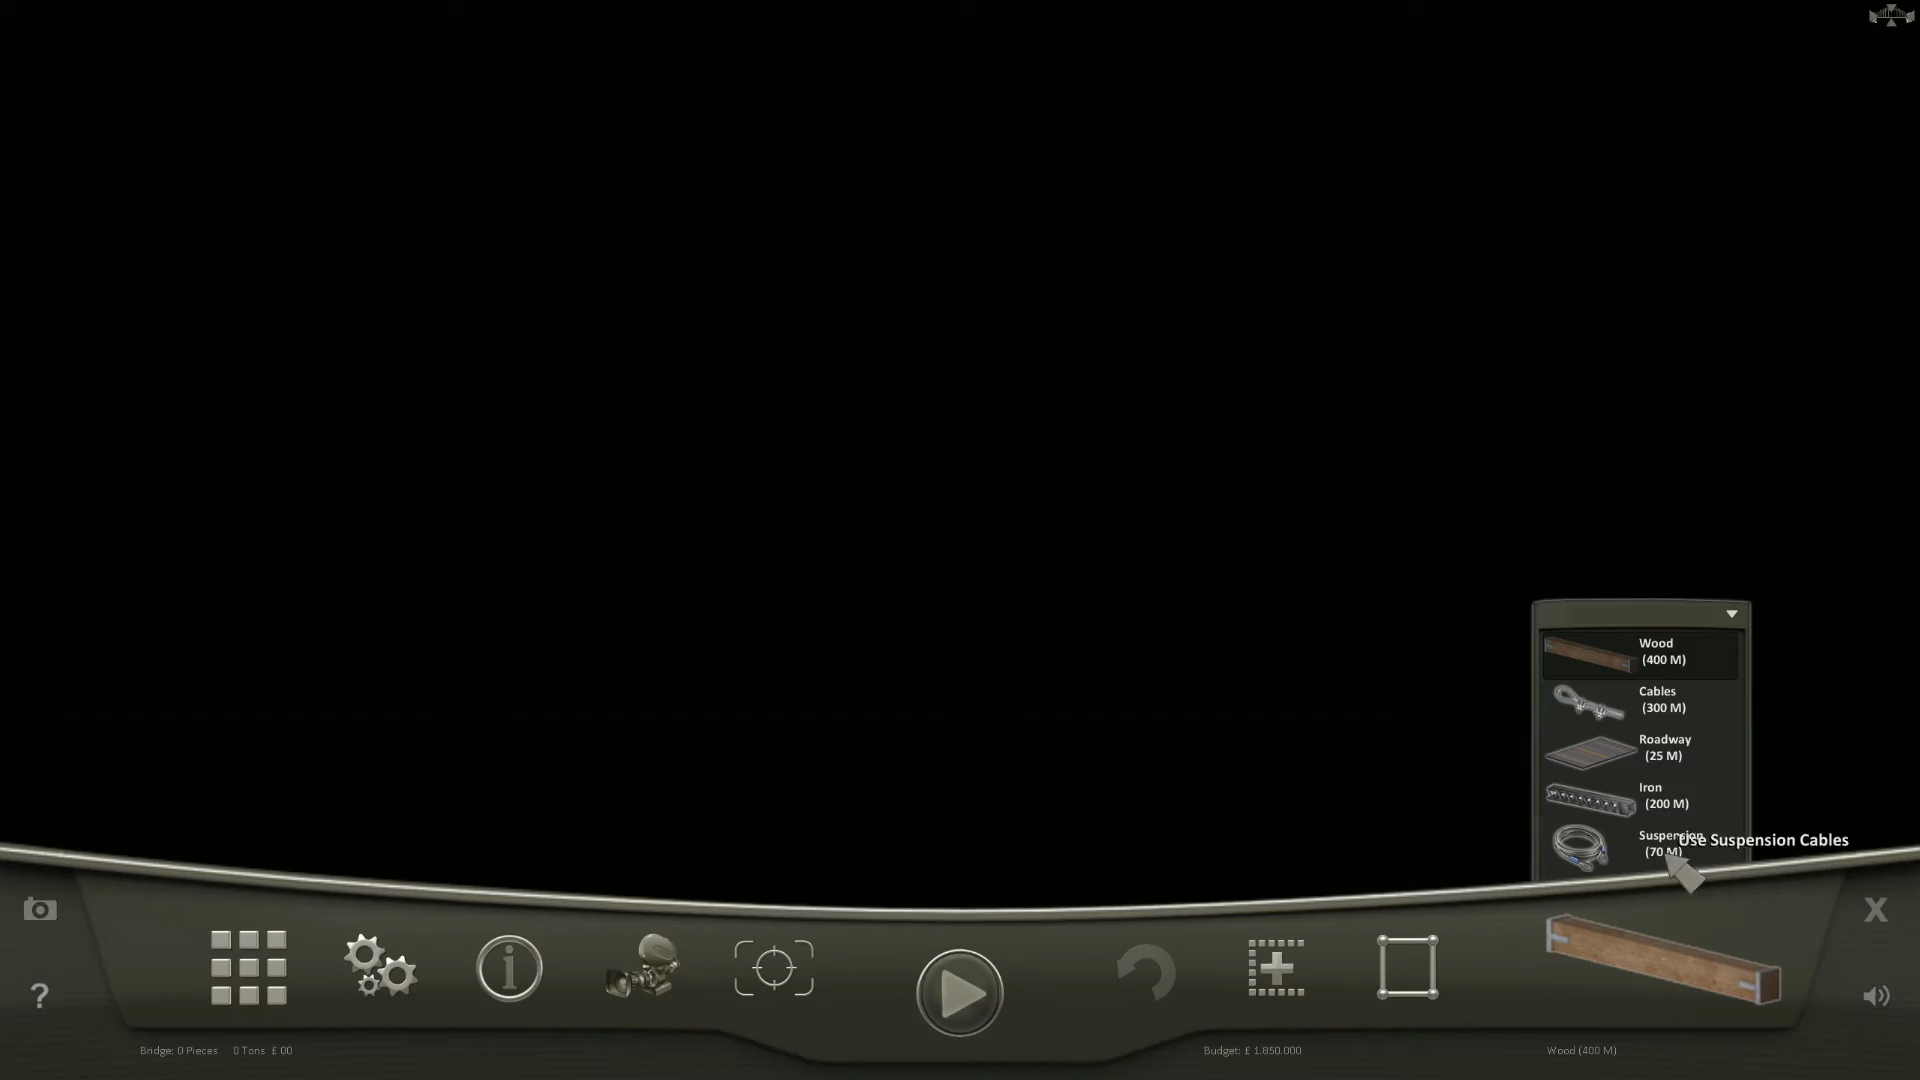 Wood
(400 M)
Cables
(300 M)
Roadway
(25 M)
Iron
(200 M)
Suspension
(70 M)
Use Suspension Cables
X
i
?
Bridge: 0 Pieces 0 Tons £ 00
Budget: £ 1.850.000
Wood (400 M)